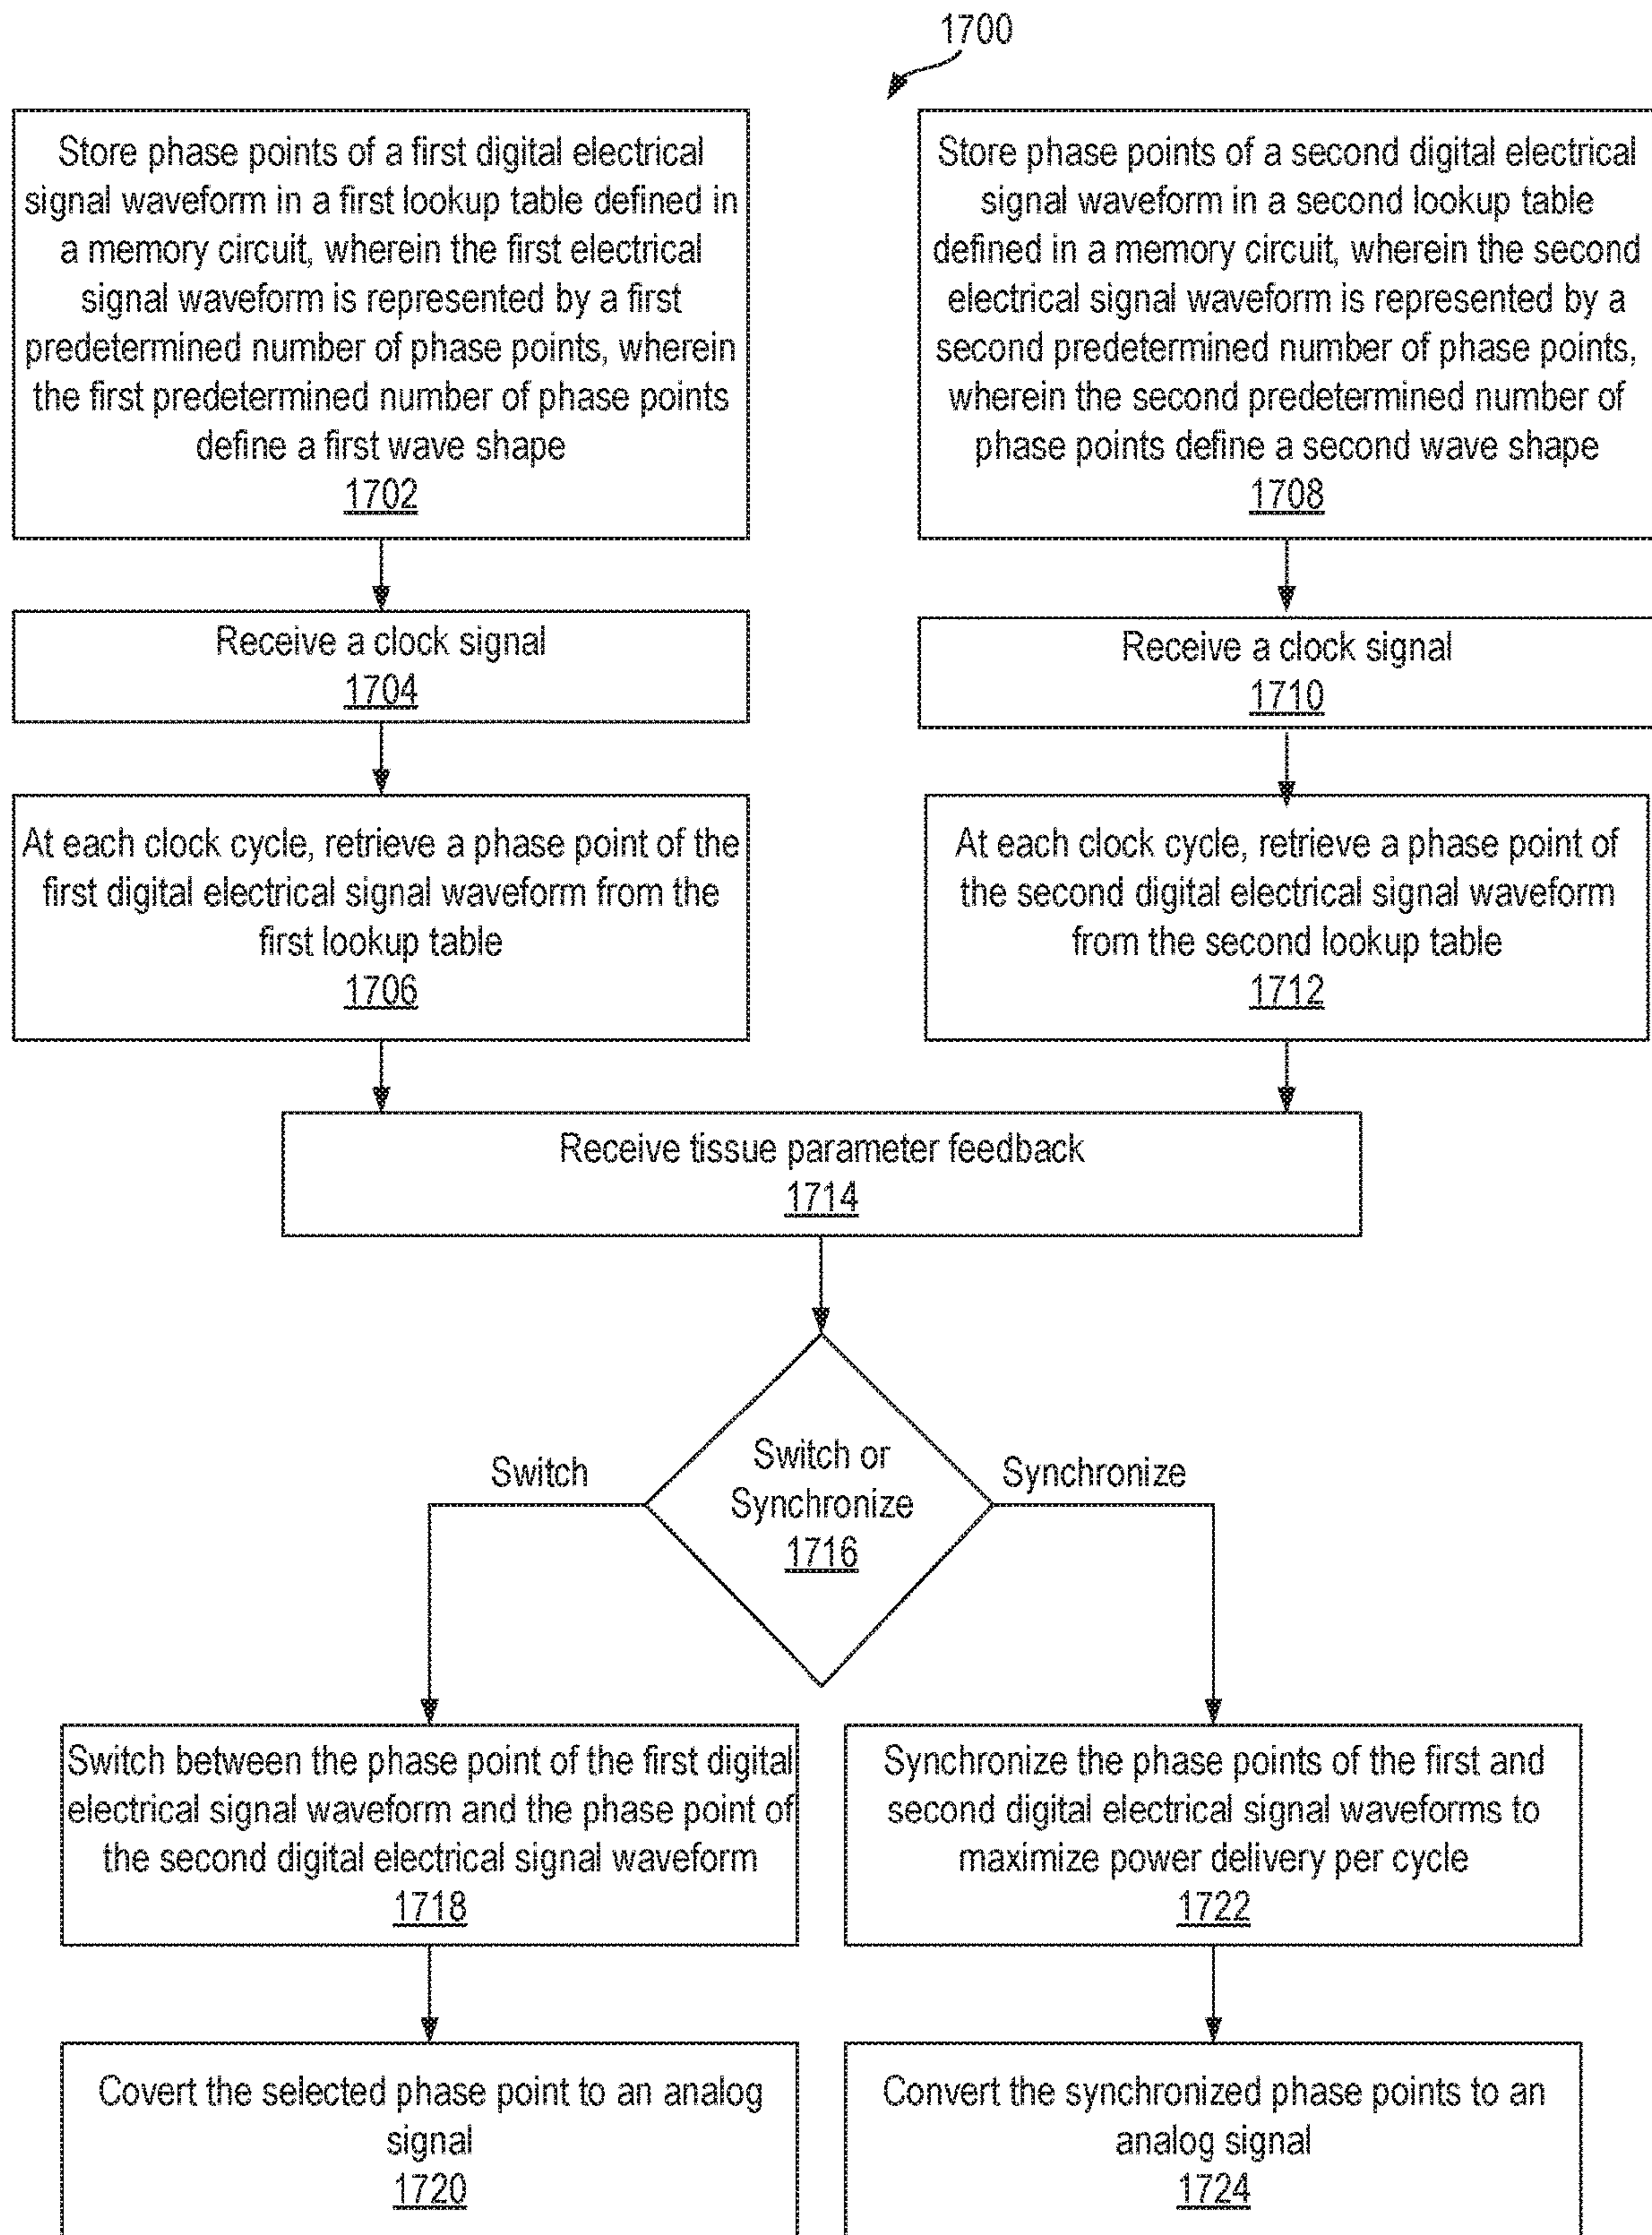 1700
Store phase points of a first digital electrical
signal waveform in a first lookup table defined in
a memory circuit, wherein the first electrical
signal waveform is represented by a first
predetermined number of phase points, wherein
the first predetermined number of phase points
define a first wave shape
1702
Store phase points of a second digital electrical
signal waveform in a second lookup table
defined in a memory circuit, wherein the second
electrical signal waveform is represented by a
second predetermined number of phase points,
wherein the second predetermined number of
phase points define a second wave shape
1708
Receive a clock signal
1704
Receive a clock signal
1710
At each clock cycle, retrieve a phase point of the
first digital electrical signal waveform from the
first lookup table
1706
At each clock cycle, retrieve a phase point of
the second digital electrical signal waveform
from the second lookup table
1712
Receive tissue parameter feedback
1714
Switch
Switch or
Synchronize
1716
Synchronize
Switch between the phase point of the first digital
electrical signal waveform and the phase point of
the second digital electrical signal waveform
1718
Synchronize the phase points of the first and
second digital electrical signal waveforms to
maximize power delivery per cycle
1722
Covert the selected phase point to an analog
signal
1720
Convert the synchronized phase points to an
analog signal
1724